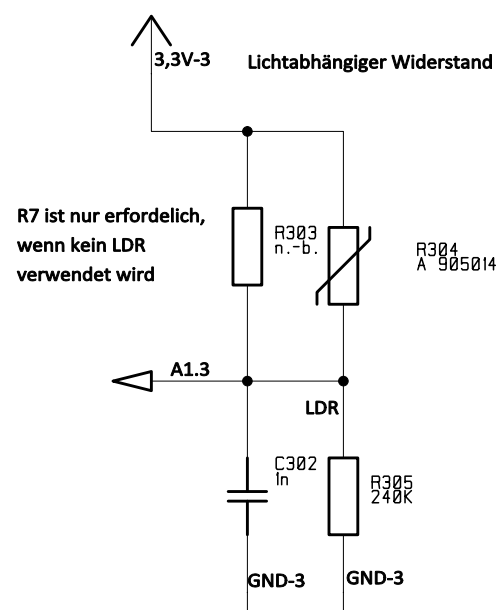 3,3V-3
Lichtabhängiger Widerstand
R7 ist nur erfordelich,
wenn kein LDR
verwendet wird
R303
n.-b.
R304
A 905014
A1.3
LDR
C302
1n
R305
240K
GND-3
GND-3